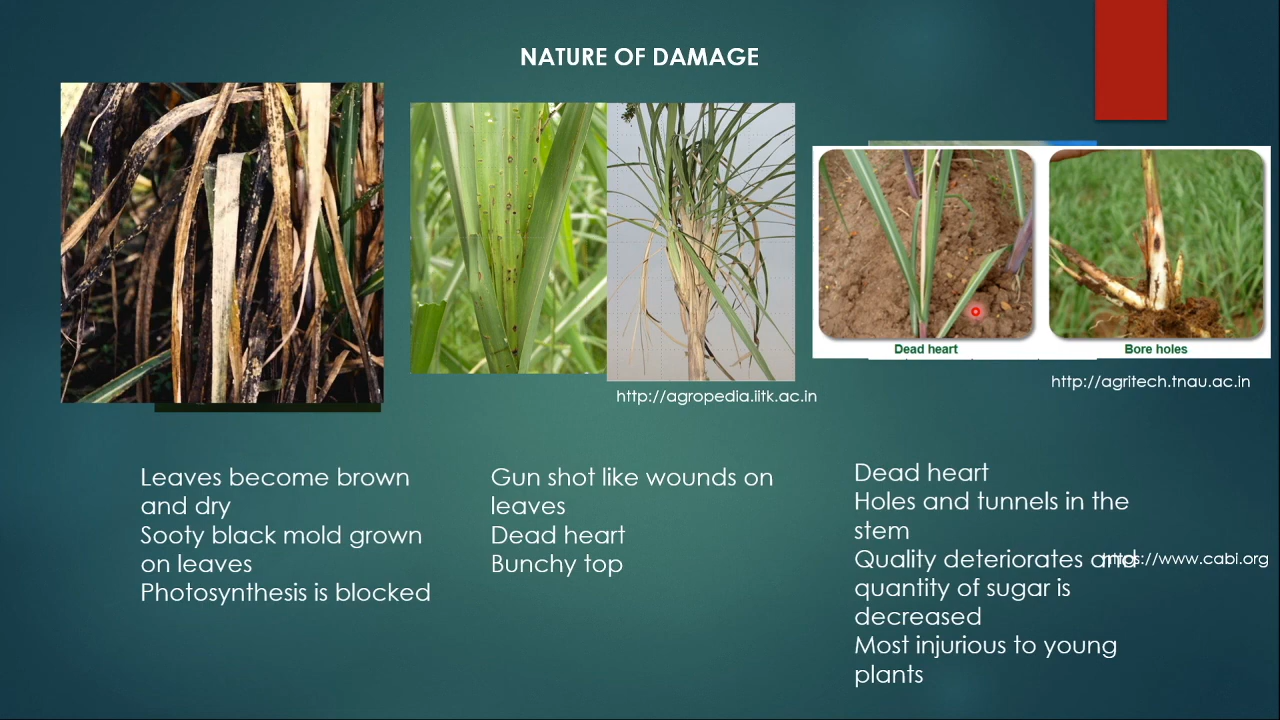 NATURE OF DAMAGE
Dead heart
Bore holes
http://agropedia.iitk.ac.in
http://agritech.tnau.ac.in
Leaves become brown
and dry
Sooty black mold grown
on leaves
Photosynthesis is blocked
Gun shot like wounds on
leaves
Dead heart
Bunchy top
Dead heart
Holes and tunnels in the
stem
Quality deteriorates and
https://www.cabi.org
quantity of sugar is
decreased
Most injurious to young
plants